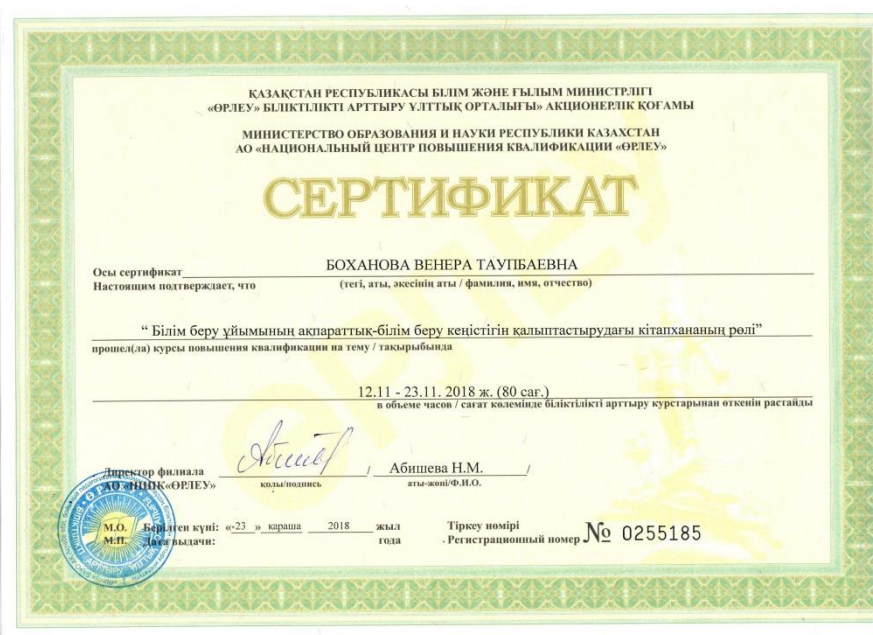 ҚАЗАҚСТАН РЕСПУБЛИКАСЫ БІЛІМ ЖӘНЕ ҒЫЛЫМ МИНИСТРЛІГІ
«ӨРЛЕУ» БІЛІКТІЛІКТІ АРТТЫРУ ҰЛТТЫҚ ОРТАЛЫҒЫ» АКЦИОНЕРЛІК ҚОҒАМЫ
МИНИСТЕРСТВО ОБРАЗОВАНИЯ И НАУКИ РЕСПУБЛИКИ КАЗАХСТАН
АО «НАЦИОНАЛЬНЫЙ ЦЕНТР ПОВЫШЕНИЯ КВАЛИФИКАЦИИ «ӨРЛЕУ»
СЕРТИФИКАТ
Осы сертификат БОХАНОВА ВЕНЕРА ТАУПБАЕВНА
Настоящим подтверждает, что (тегі, аты, әкесінің аты / фамилия, имя, отчество)
“ Білім беру ұйымының ақпараттық-білім беру кеңістігін қалыптастырудағы кітапхананың рөлі”
прошел(ла) курсы повышения квалификации на тему / тақырыбында
12.11 - 23.11. 2018 ж. (80 сағ.)
в объеме часов / сағат көлемінде біліктілікті арттыру курстарынан өткенін растайды
Директор филиала / Абишева Н.М. /
АО «НЦПК«ӨРЛЕУ» қолы/подпись аты-жөні/Ф.И.О.
М.О. Берілген күні: «23 » қараша 2018 жыл Тіркеу нөмірі
М.П. Дата выдачи: года Регистрационный номер № 0255185
ӨРЛЕУ